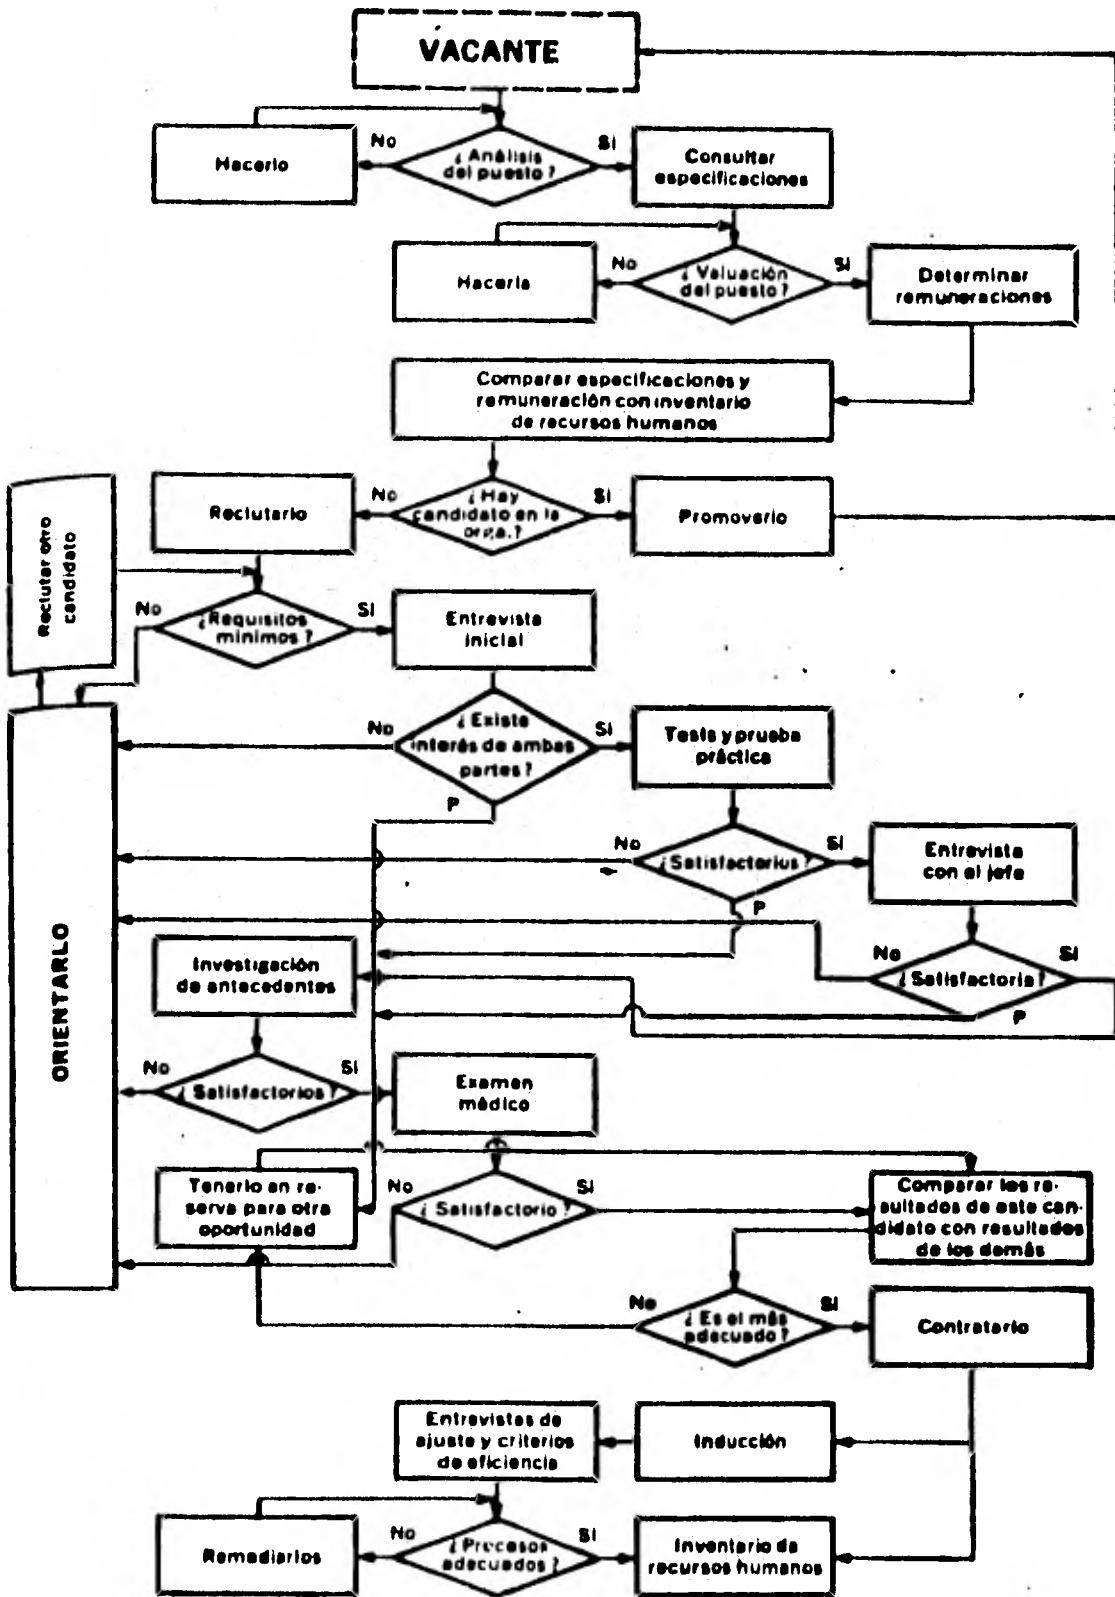 VACANTE
No
Si
Hacerlo
¿Análisis
del puesto?
Consultar
especificaciones
No
Si
Hacerla
¿Valuación
del puesto?
Determinar
remuneraciones
Comparar especificaciones y
remuneración con inventario
de recursos humanos
No
Si
Reclutarlo
¿Hay
candidato en la
orga.?
Promoverlo
Reclutar otro
candidato
No
Si
¿Requisitos
mínimos?
Entrevista
inicial
No
Si
¿Existe
interés de ambas
partes?
P
Tests y prueba
práctica
No
Si
¿Satisfactorius?
P
Entrevista
con el jefe
ORIENTARLO
Investigación
de antecedentes
No
Si
¿Satisfactoria?
P
No
Si
¿Satisfactorios?
Examen
médico
Tenerlo en re-
serva para otra
oportunidad
No
Si
¿Satisfactorio?
Comparar los re-
sultados de este can-
didato con resultados
de los demás
No
Si
¿Es el más
adecuado?
Contratarlo
Entrevistas de
ajuste y criterios
de eficiencia
Inducción
No
Si
Remediarlos
¿Procesos
adecuados?
Inventario de
recursos humanos